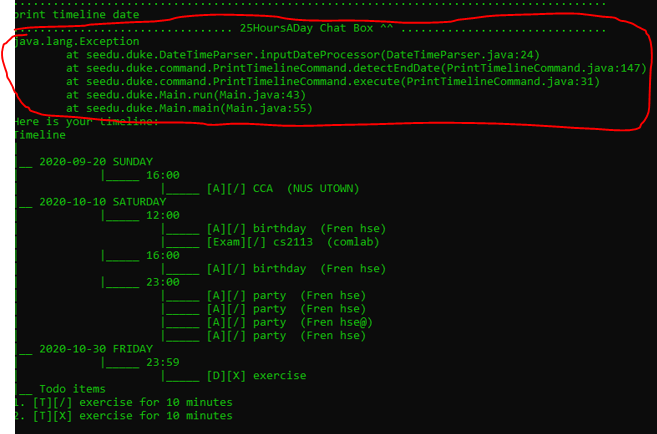 print timeline date
25HoursADay Chat Box ^^
java.lang.Exception
at seedu.duke.DateTimeParser.inputDateProcessor(DateTimeParser.java:24)
at seedu.duke.command.PrintTimelineCommand.detectEndDate(PrintTimelineCommand.java:147)
at seedu.duke.command.PrintTimelineCommand.execute(PrintTimelineCommand.java:31)
at seedu.duke.Main.run(Main.java:43)
at seedu.duke.Main.main(Main.java:55)
Here is your timeline:
Timeline
|
|__ 2020-09-20 SUNDAY
|_____ 16:00
|_____ [A][/] CCA  (NUS UTOWN)
|__ 2020-10-10 SATURDAY
|_____ 12:00
|_____ [A][/] birthday  (Fren hse)
|_____ [Exam][/] cs2113  (comlab)
|_____ 16:00
|_____ [A][/] birthday  (Fren hse)
|_____ 23:00
|_____ [A][/] party  (Fren hse)
|_____ [A][/] party  (Fren hse)
|_____ [A][/] party  (Fren hse@)
|_____ [A][/] party  (Fren hse)
|__ 2020-10-30 FRIDAY
|_____ 23:59
|_____ [D][X] exercise
|__ Todo items
1. [T][/] exercise for 10 minutes
2. [T][X] exercise for 10 minutes